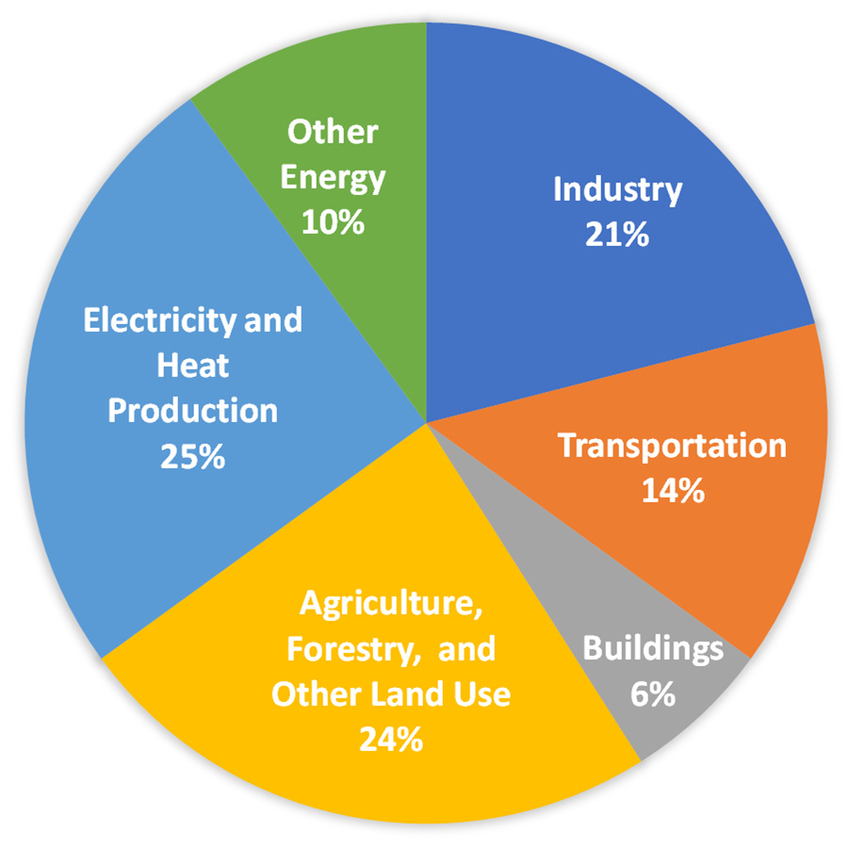 Other
Energy
10%
Industry
21%
Electricity and
Heat
Production
25%
Transportation
14%
Agriculture,
Forestry, and
Other Land Use
24%
Buildings
6%